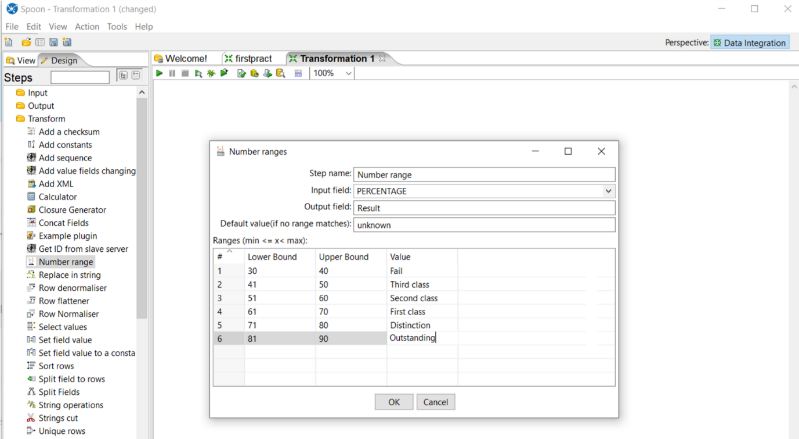 Spoon - Transformation 1 (changed)
File Edit View Action Tools Help
Perspective: Data Integration
View Design
Welcome! firstpract Transformation 1
Steps
100%
Input
Output
Transform
Add a checksum
Add constants
Add sequence
Add value fields changing
Add XML
Calculator
Closure Generator
Concat Fields
Example plugin
Get ID from slave server
Number range
Replace in string
Row denormaliser
Row flattener
Row Normaliser
Select values
Set field value
Set field value to a consta
Sort rows
Split field to rows
Split Fields
String operations
Strings cut
Unique rows
Number ranges
Step name: Number range
Input field: PERCENTAGE
Output field: Result
Default value(if no range matches): unknown
Ranges (min <= x< max):
# Lower Bound Upper Bound Value
1 30 40 Fail
2 41 50 Third class
3 51 60 Second class
4 61 70 First class
5 71 80 Distinction
6 81 90 Outstanding
OK Cancel